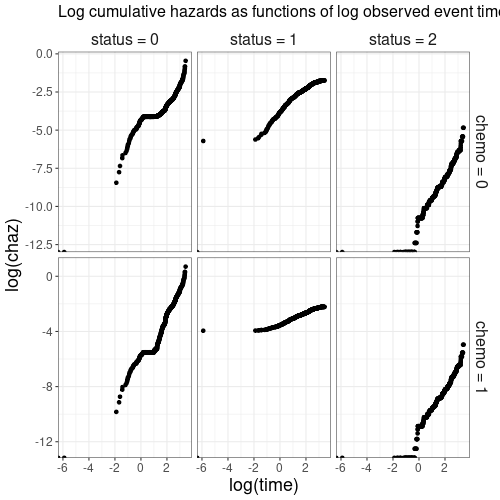 Log cumulative hazards as functions of log observed event
status = 0 status = 1 status = 2
0.0
-2.5
-5.0
-7.5
-10.0
-12.5
chemo = 0
0
-4
-8
-12
chemo = 1
log(chaz)
-6 -4 -2 0 2 -6 -4 -2 0 2 -6 -4 -2 0 2
log(time)